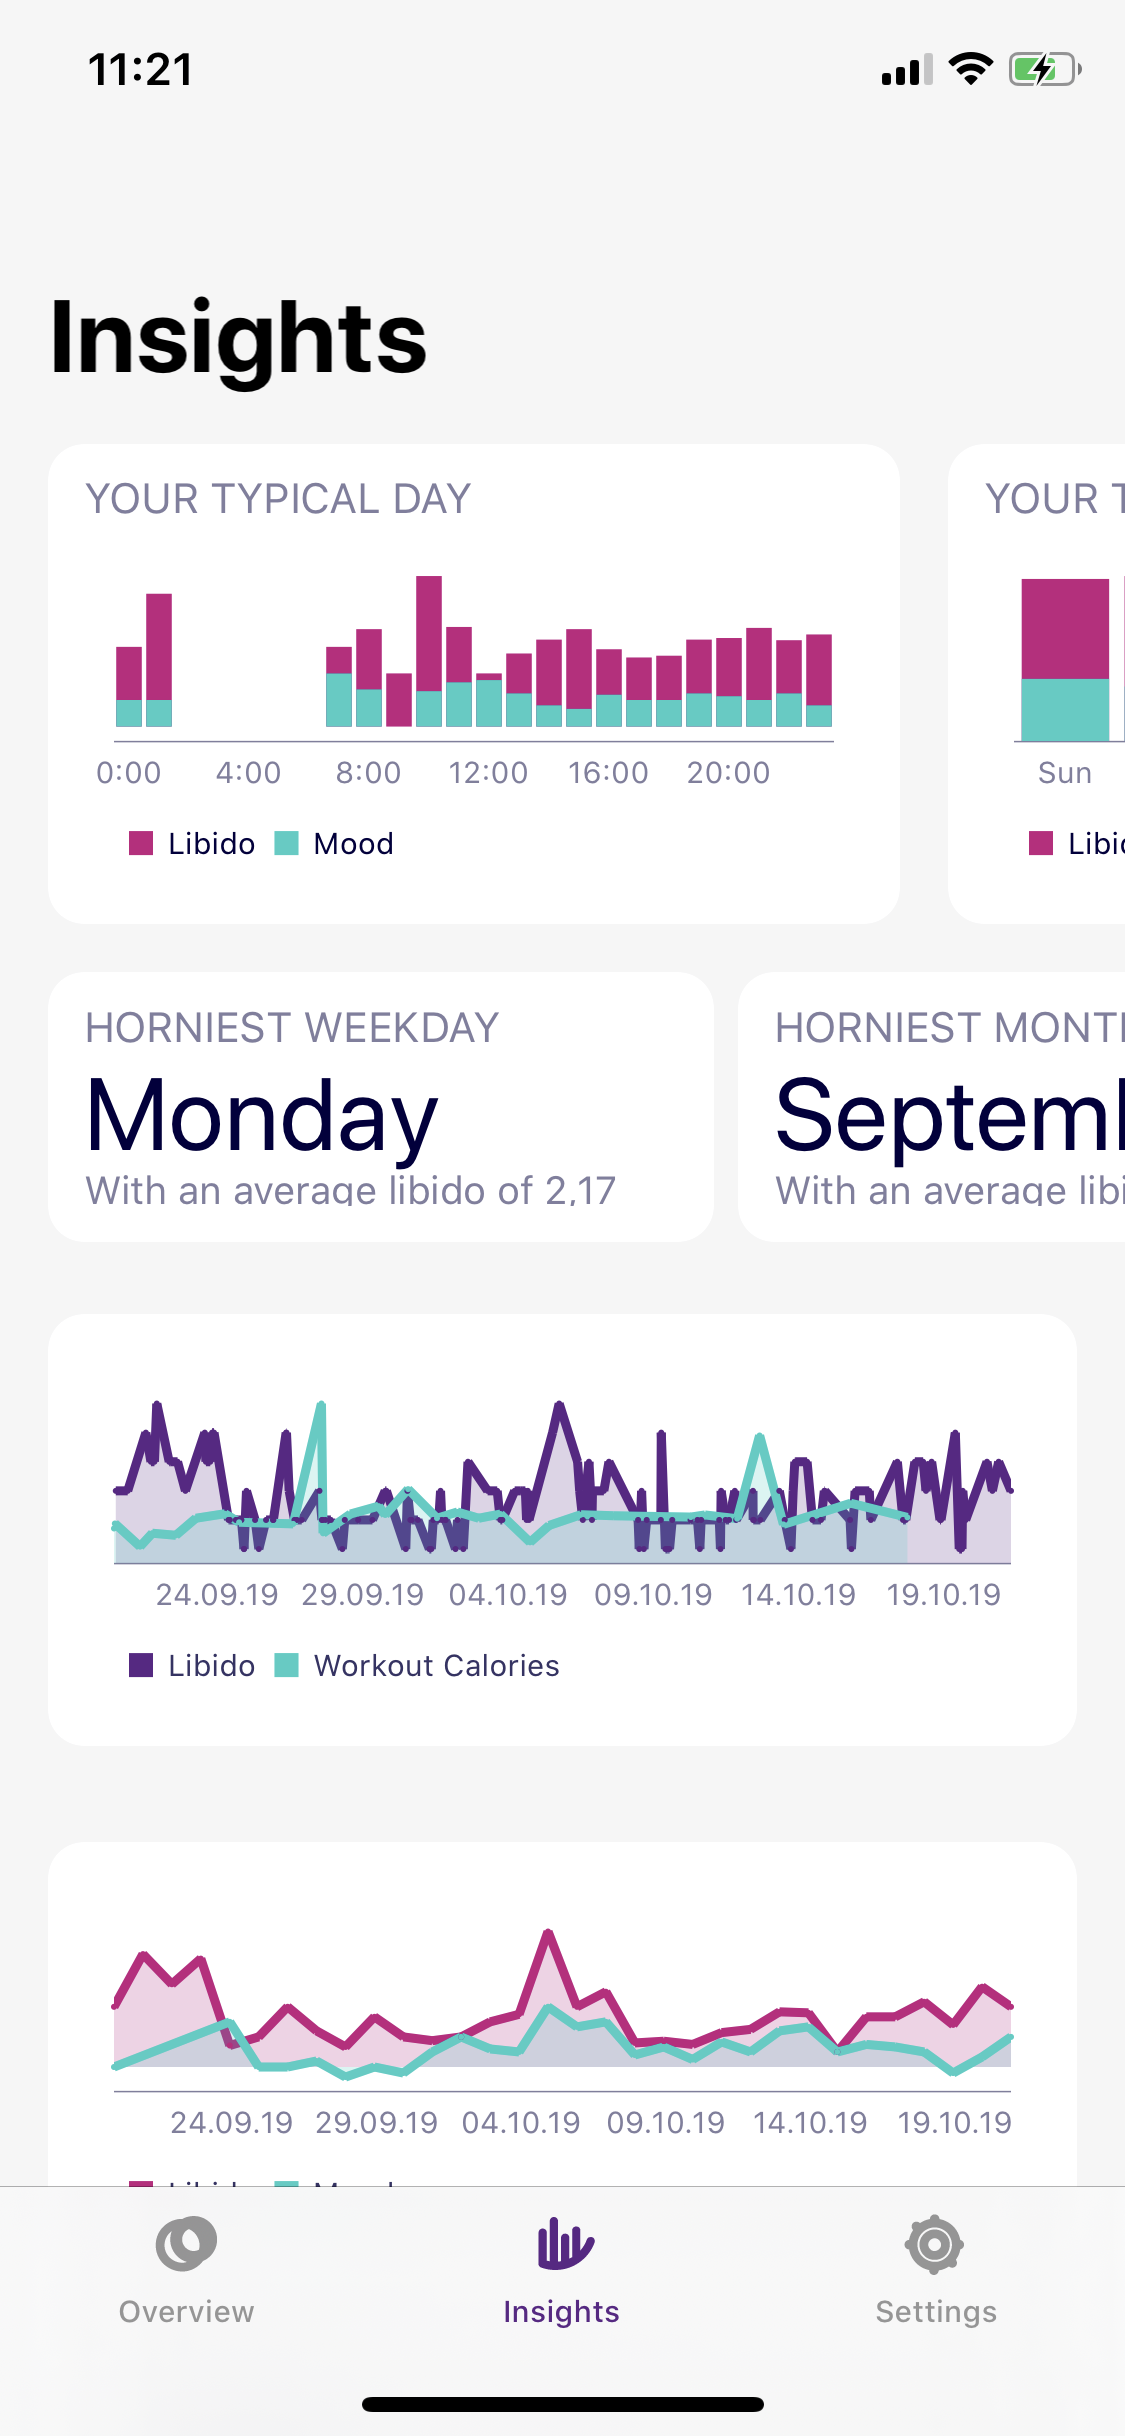 11:21
Insights
YOUR TYPICAL DAY
YOUR T
0:00 4:00 8:00 12:00 16:00 20:00
Sun
Libido Mood
Libi
HORNIEST WEEKDAY
Monday
With an average libido of 2,17
HORNIEST MONT
Septem
With an average libi
24.09.19 29.09.19 04.10.19 09.10.19 14.10.19 19.10.19
Libido Workout Calories
24.09.19 29.09.19 04.10.19 09.10.19 14.10.19 19.10.19
Libido Mood
Overview Insights Settings